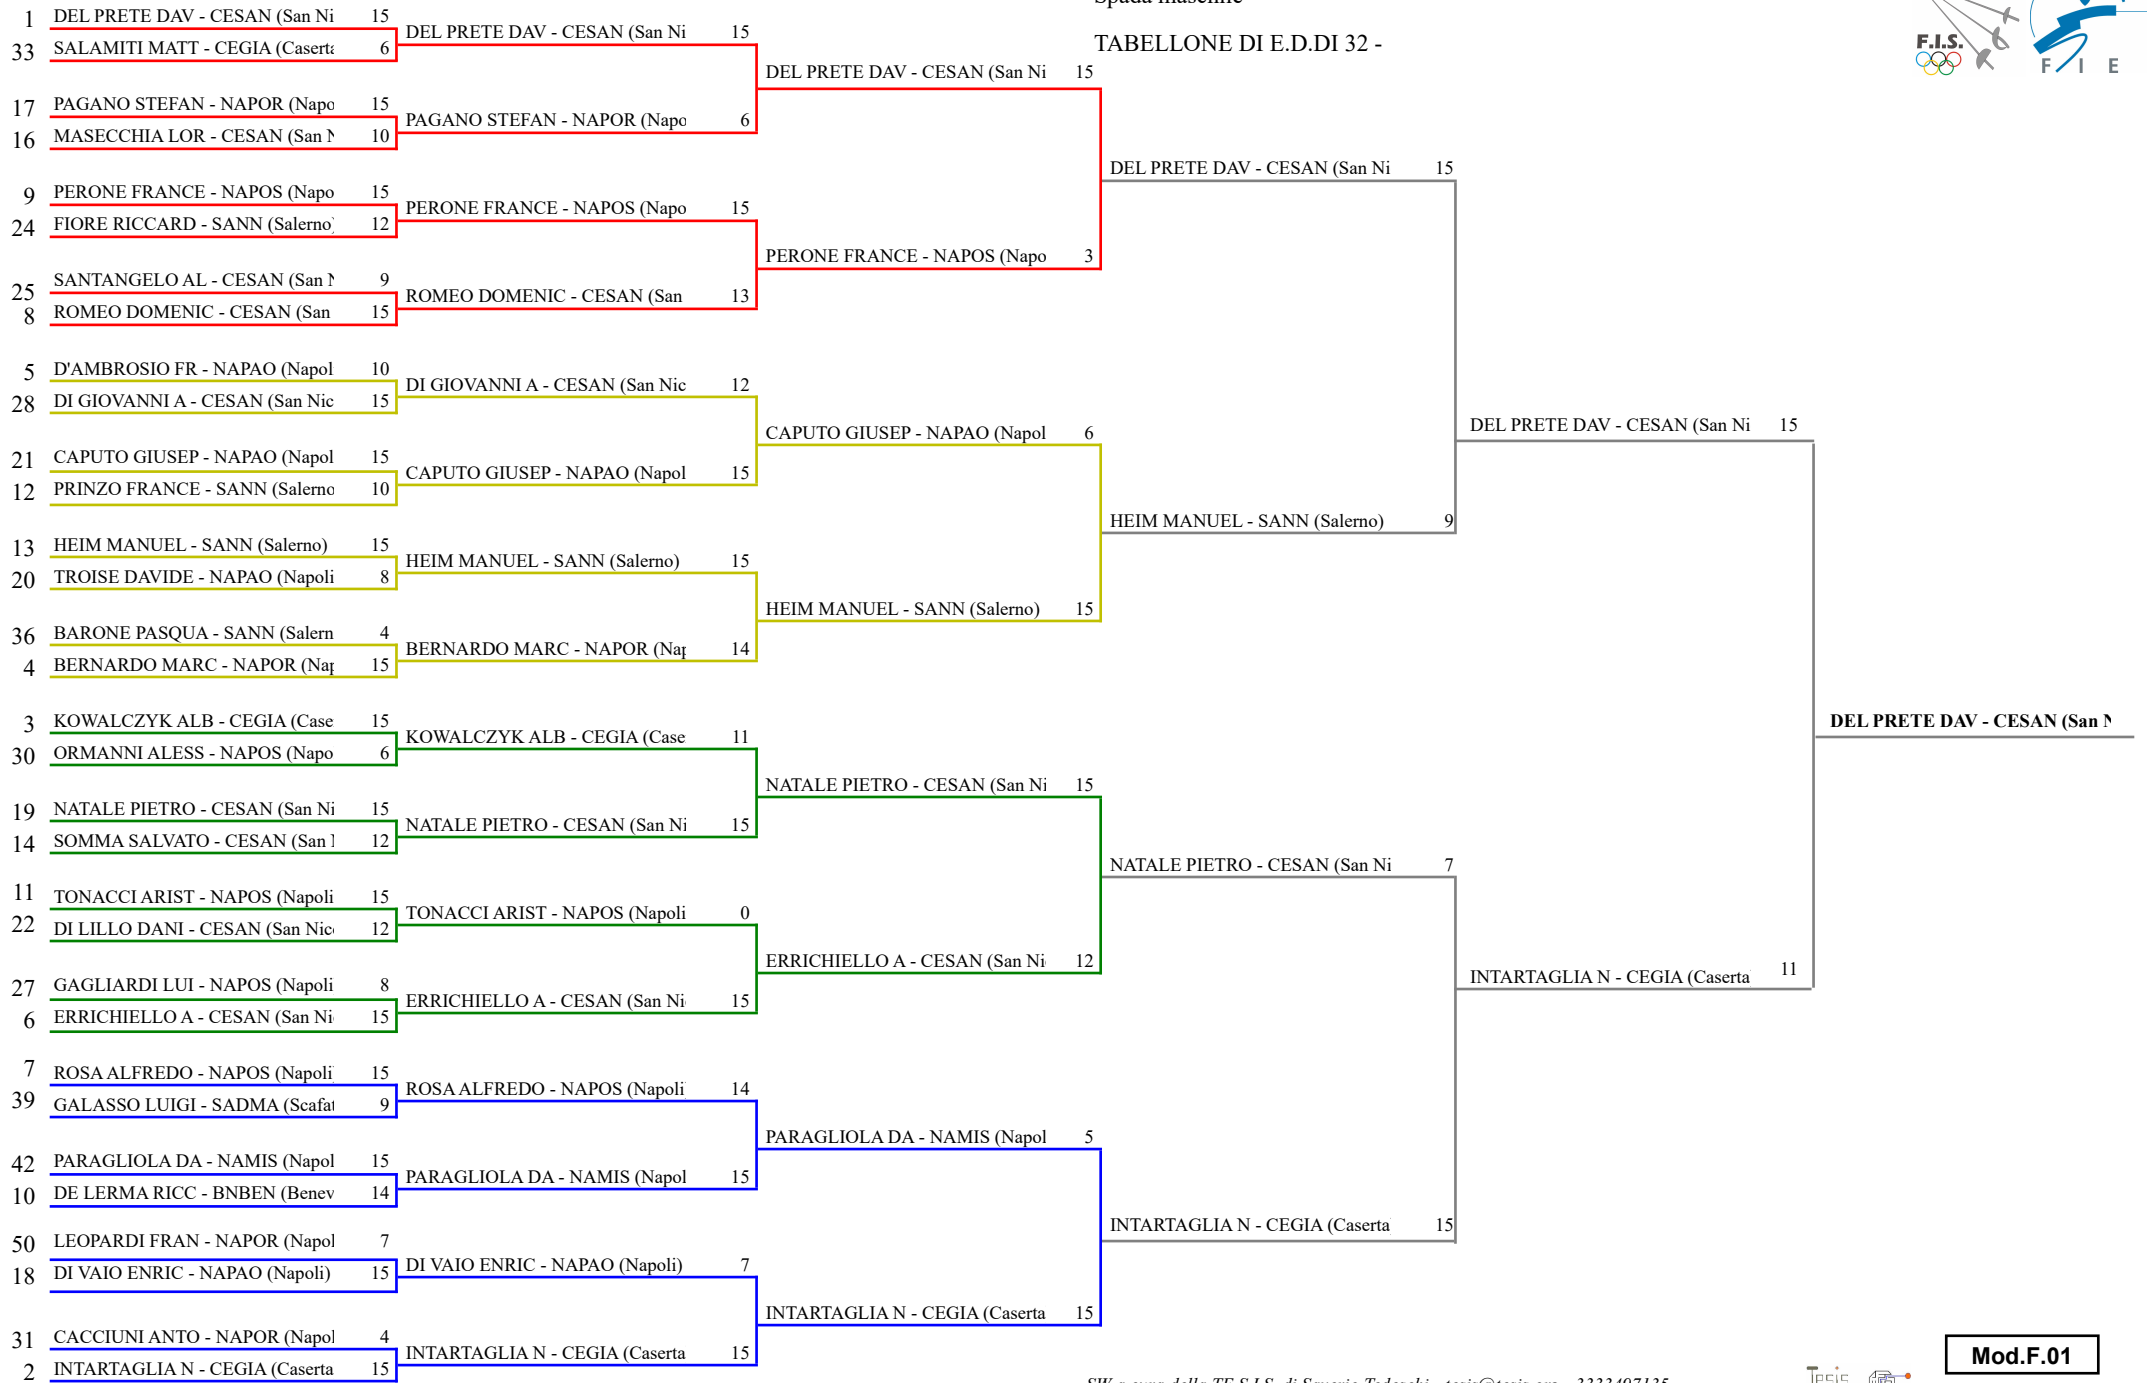 Spada maschile
TABELLONE DI E.D.DI 32 -
F.I.S.
F I E
1 DEL PRETE DAV - CESAN (San Ni 15
33 SALAMITI MATT - CEGIA (Caserta 6
17 PAGANO STEFAN - NAPOR (Napo 15
16 MASECCHIA LOR - CESAN (San N 10
9 PERONE FRANCE - NAPOS (Napo 15
24 FIORE RICCARD - SANN (Salerno) 12
25 SANTANGELO AL - CESAN (San N 9
8 ROMEO DOMENIC - CESAN (San 15
5 D'AMBROSIO FR - NAPAO (Napol 10
28 DI GIOVANNI A - CESAN (San Nic 15
21 CAPUTO GIUSEP - NAPAO (Napol 15
12 PRINZO FRANCE - SANN (Salerno 10
13 HEIM MANUEL - SANN (Salerno) 15
20 TROISE DAVIDE - NAPAO (Napoli 8
36 BARONE PASQUA - SANN (Salern 4
4 BERNARDO MARC - NAPOR (Nap 15
3 KOWALCZYK ALB - CEGIA (Case 15
30 ORMANNI ALESS - NAPOS (Napo 6
19 NATALE PIETRO - CESAN (San Ni 15
14 SOMMA SALVATO - CESAN (San 12
11 TONACCI ARIST - NAPOS (Napoli 15
22 DI LILLO DANI - CESAN (San Nic 12
27 GAGLIARDI LUI - NAPOS (Napoli 8
6 ERRICHIELLO A - CESAN (San Ni 15
7 ROSA ALFREDO - NAPOS (Napoli 15
39 GALASSO LUIGI - SADMA (Scafat 9
42 PARAGLIOLA DA - NAMIS (Napol 15
10 DE LERMA RICC - BNBEN (Benev 14
50 LEOPARDI FRAN - NAPOR (Napol 7
18 DI VAIO ENRIC - NAPAO (Napoli) 15
31 CACCIUNI ANTO - NAPOR (Napol 4
2 INTARTAGLIA N - CEGIA (Caserta 15
DEL PRETE DAV - CESAN (San Ni 15
PAGANO STEFAN - NAPOR (Napo 6
PERONE FRANCE - NAPOS (Napo 15
ROMEO DOMENIC - CESAN (San 13
DI GIOVANNI A - CESAN (San Nic 12
CAPUTO GIUSEP - NAPAO (Napol 15
HEIM MANUEL - SANN (Salerno) 15
BERNARDO MARC - NAPOR (Nap 14
KOWALCZYK ALB - CEGIA (Case 11
NATALE PIETRO - CESAN (San Ni 15
TONACCI ARIST - NAPOS (Napoli 0
ERRICHIELLO A - CESAN (San Ni 15
ROSA ALFREDO - NAPOS (Napoli 14
PARAGLIOLA DA - NAMIS (Napol 15
DI VAIO ENRIC - NAPAO (Napoli) 7
INTARTAGLIA N - CEGIA (Caserta 15
DEL PRETE DAV - CESAN (San Ni 15
PERONE FRANCE - NAPOS (Napo 3
CAPUTO GIUSEP - NAPAO (Napol 6
HEIM MANUEL - SANN (Salerno) 15
NATALE PIETRO - CESAN (San Ni 15
ERRICHIELLO A - CESAN (San Ni 12
PARAGLIOLA DA - NAMIS (Napol 5
INTARTAGLIA N - CEGIA (Caserta 15
DEL PRETE DAV - CESAN (San Ni 15
HEIM MANUEL - SANN (Salerno) 9
NATALE PIETRO - CESAN (San Ni 7
INTARTAGLIA N - CEGIA (Caserta 15
DEL PRETE DAV - CESAN (San Ni 15
INTARTAGLIA N - CEGIA (Caserta 11
DEL PRETE DAV - CESAN (San N
Mod.F.01
SW a cura della TE.S.I.S. di Saverio Tedeschi - tesis@tesis.org - 3333407135
Tesis